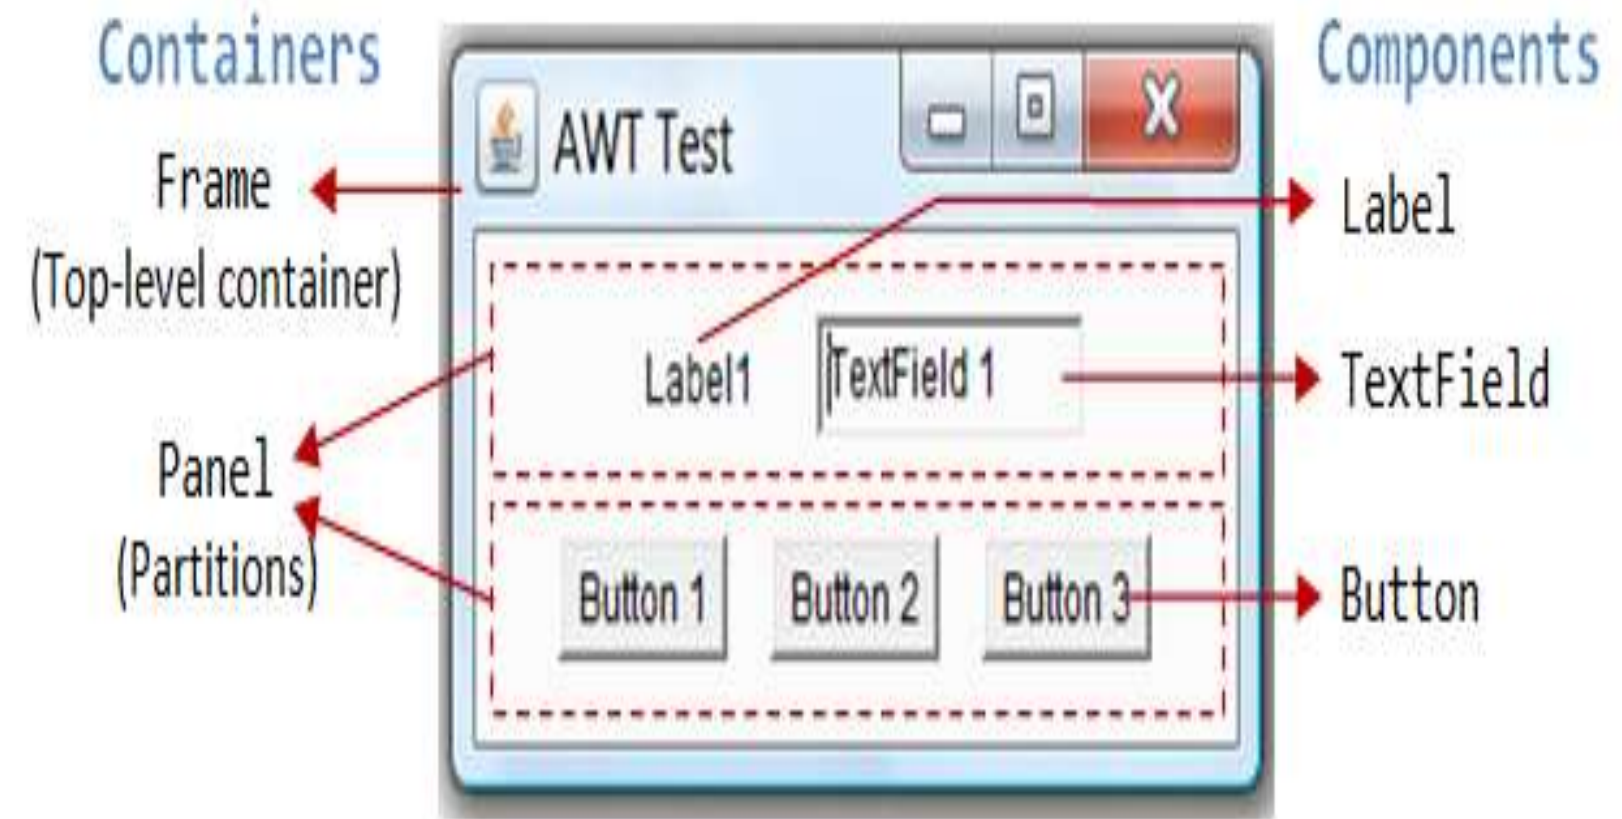 Containers
Components
AWT Test
Frame
(Top-level container)
Label
Label1
TextField 1
TextField
Panel
(Partitions)
Button 1
Button 2
Button 3
Button